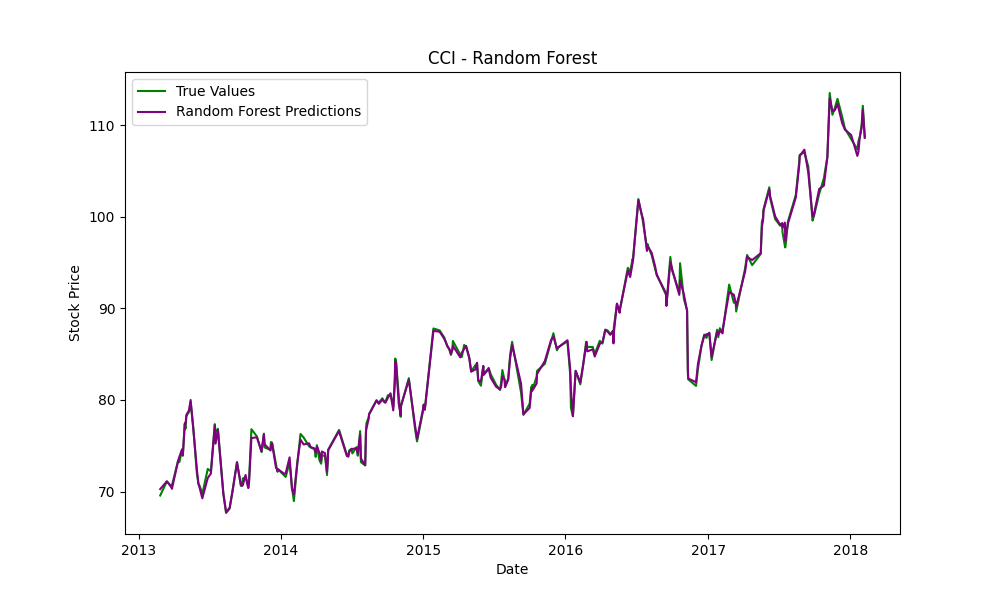 CCI - Random Forest
True Values
Random Forest Predictions
110
100
90
80
70
Stock Price
2013 2014 2015 2016 2017 2018
Date